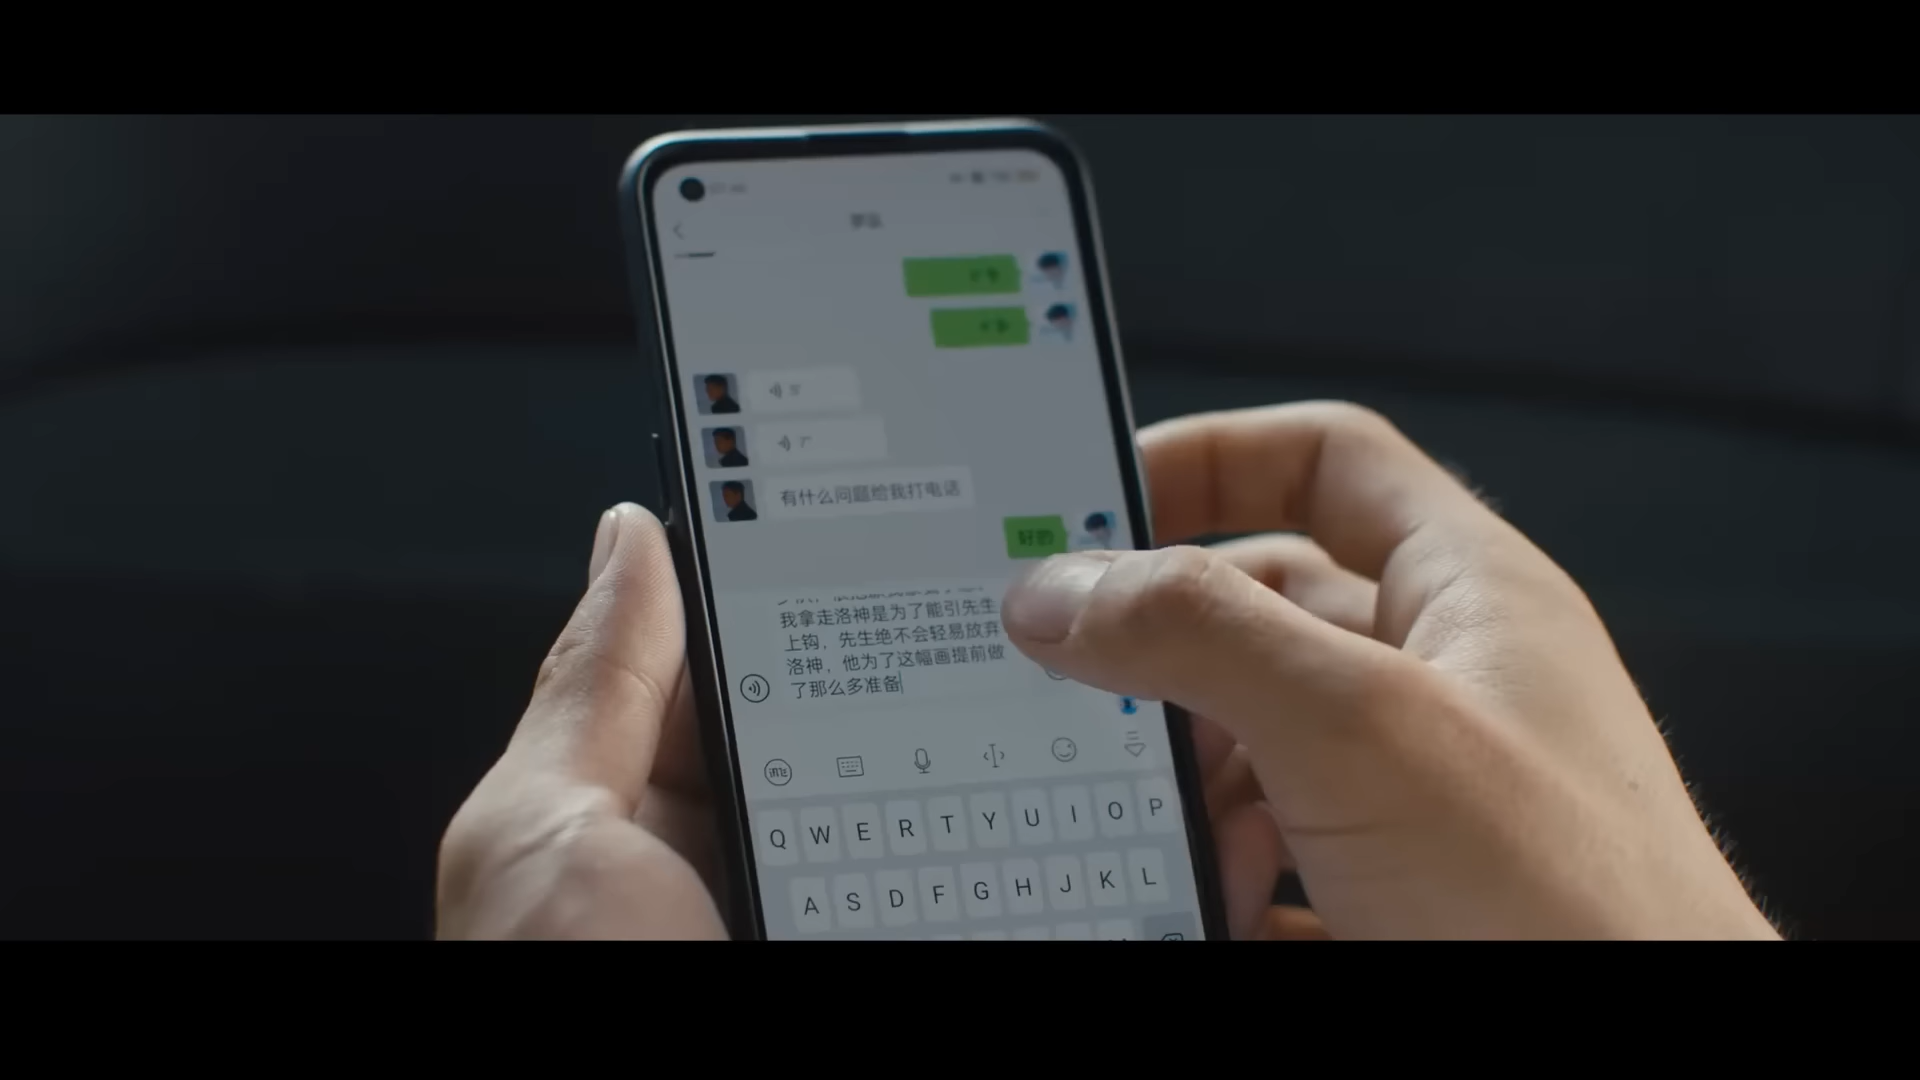 有什么问题给我打电话
好的
我拿走洛神是为了能引先生
上钩，先生绝不会轻易放弃
洛神，他为了这幅画提前做
了那么多准备
讯飞
Q W E R T Y U I O P
A S D F G H J K L